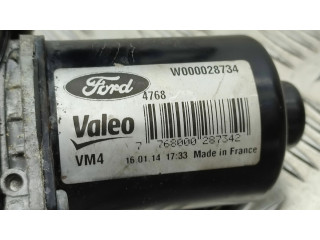 Ford
W000028734
4768
Valeo
7 768000 287342
VM4
16.01.14 17:33 Made in France